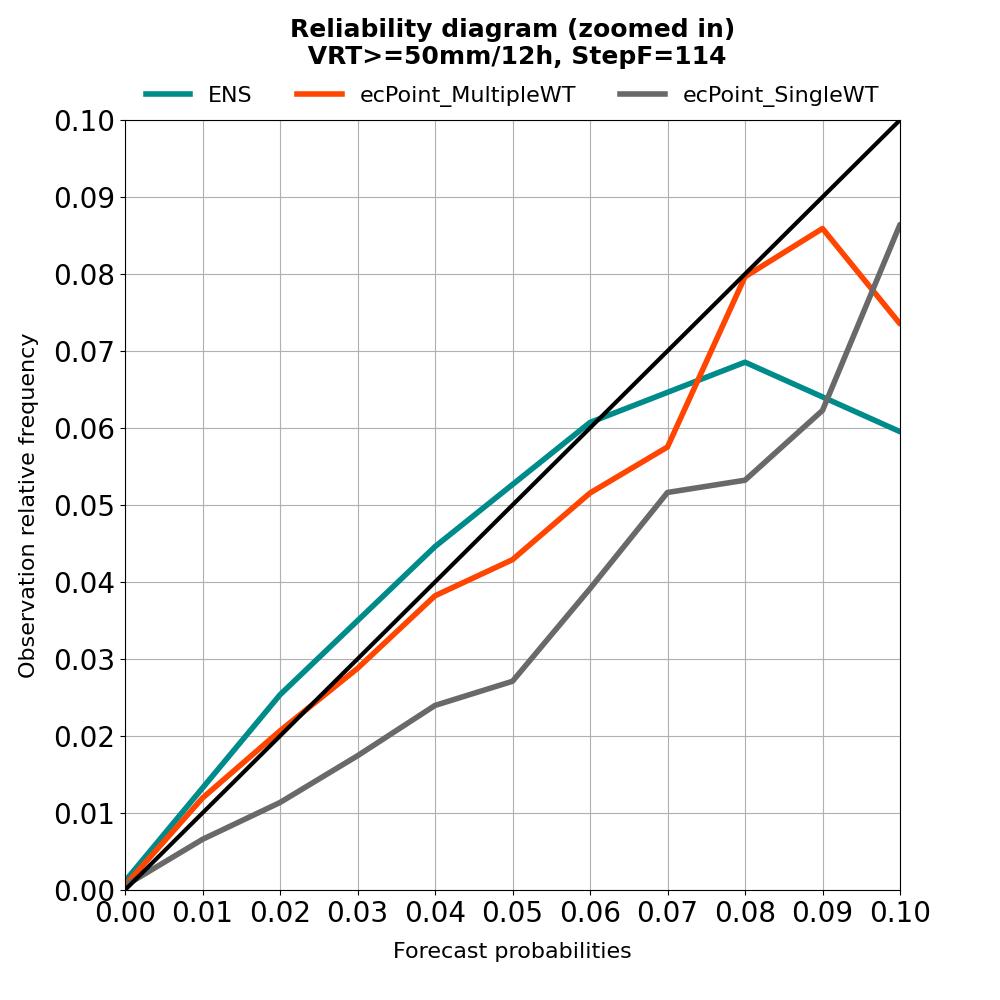 Reliability diagram (zoomed in)
VRT>=50mm/12h, StepF=114
ENS ecPoint_MultipleWT ecPoint_SingleWT
0.10
0.09
0.08
0.07
0.06
0.05
0.04
0.03
0.02
0.01
0.00
Observation relative frequency
0.00 0.01 0.02 0.03 0.04 0.05 0.06 0.07 0.08 0.09 0.10
Forecast probabilities